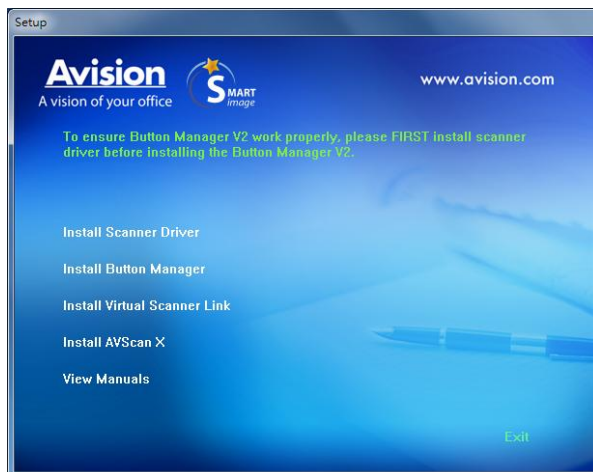 Setup
Avision
A vision of your office
SMART
image
www.avision.com
To ensure Button Manager V2 work properly, please FIRST install scanner
driver before installing the Button Manager V2.
Install Scanner Driver
Install Button Manager
Install Virtual Scanner Link
Install AVScan X
View Manuals
Exit